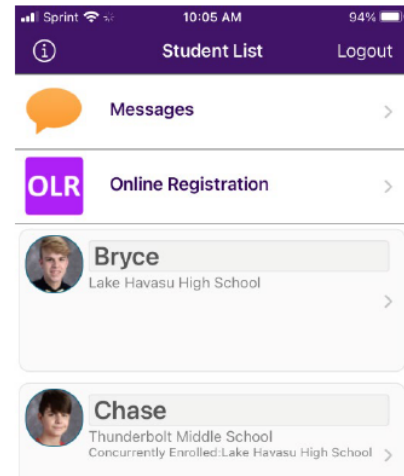 Sprint 10:05 AM 94%
Student List Logout
Messages
OLR Online Registration
Bryce
Lake Havasu High School
Chase
Thunderbolt Middle School
Concurrently Enrolled:Lake Havasu High School